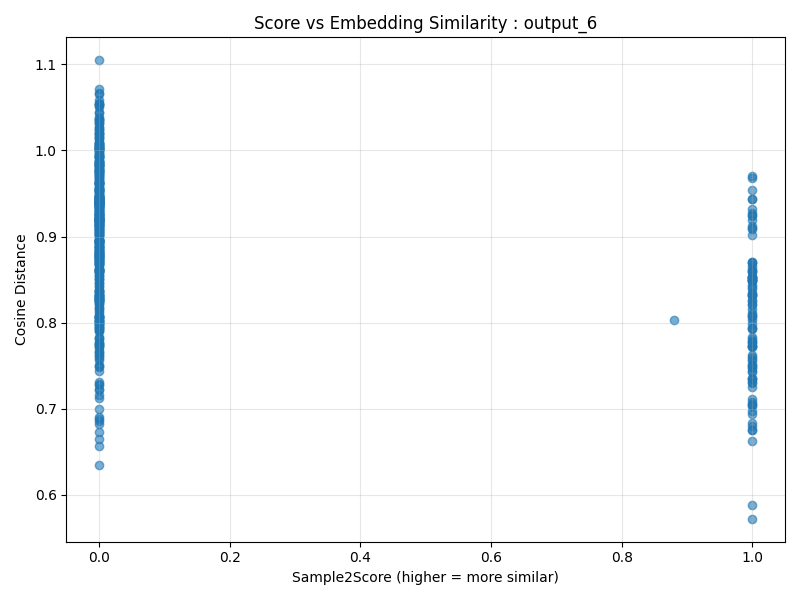 Score vs Embedding Similarity : output_6
1.1
1.0
0.9
0.8
0.7
0.6
Cosine Distance
0.0 0.2 0.4 0.6 0.8 1.0
Sample2Score (higher = more similar)